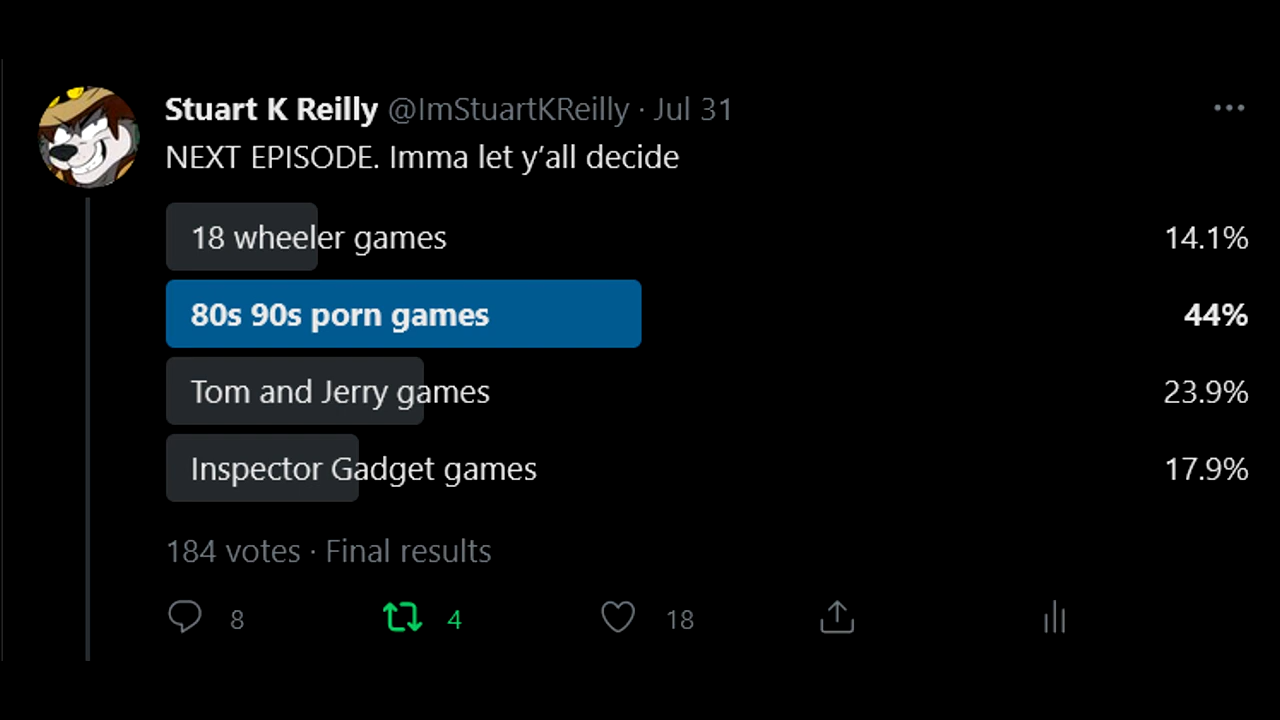 Stuart K Reilly @ImStuartKReilly · Jul 31
NEXT EPISODE. Imma let y’all decide
18 wheeler games 14.1%
80s 90s porn games 44%
Tom and Jerry games 23.9%
Inspector Gadget games 17.9%
184 votes · Final results
8 4 18